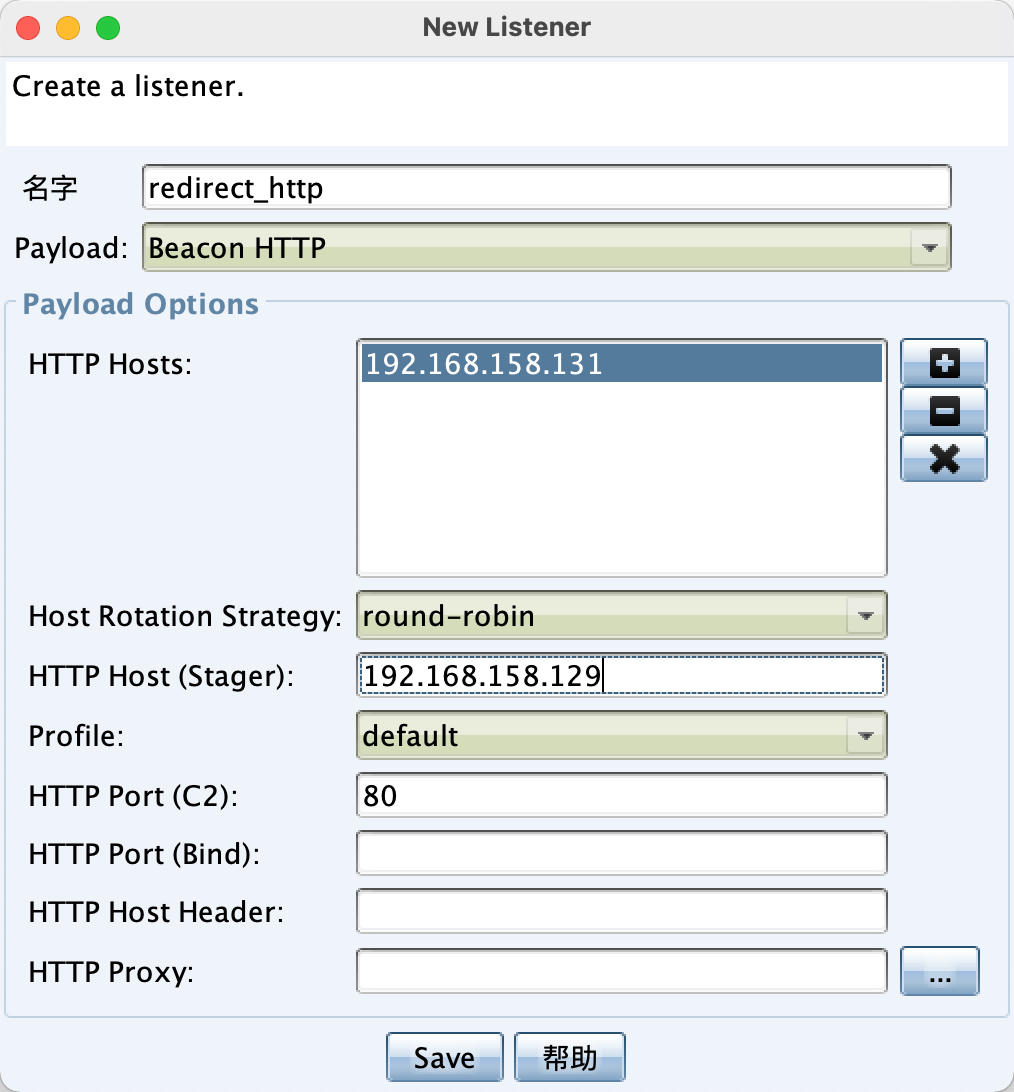 New Listener
Create a listener.
名字 redirect_http
Payload: Beacon HTTP
Payload Options
HTTP Hosts: 192.168.158.131
Host Rotation Strategy: round-robin
HTTP Host (Stager): 192.168.158.129
Profile: default
HTTP Port (C2): 80
HTTP Port (Bind):
HTTP Host Header:
HTTP Proxy: ...
Save 帮助